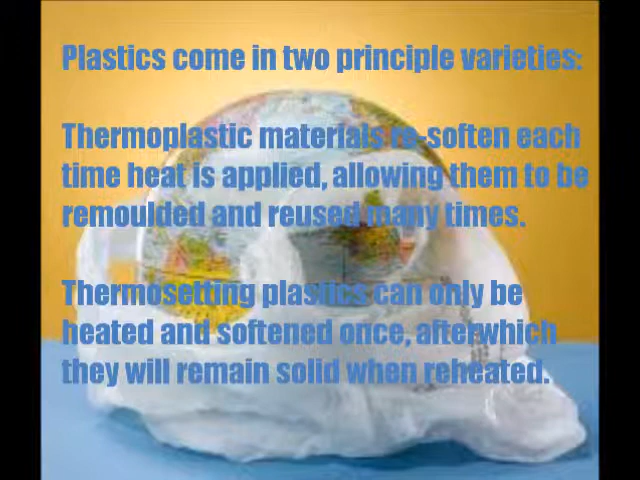 Plastics come in two principle varieties:
Thermoplastic materials re-soften each
time heat is applied, allowing them to be
remoulded and reused many times.
Thermosetting plastics can only be
heated and softened once, afterwhich
they will remain solid when reheated.